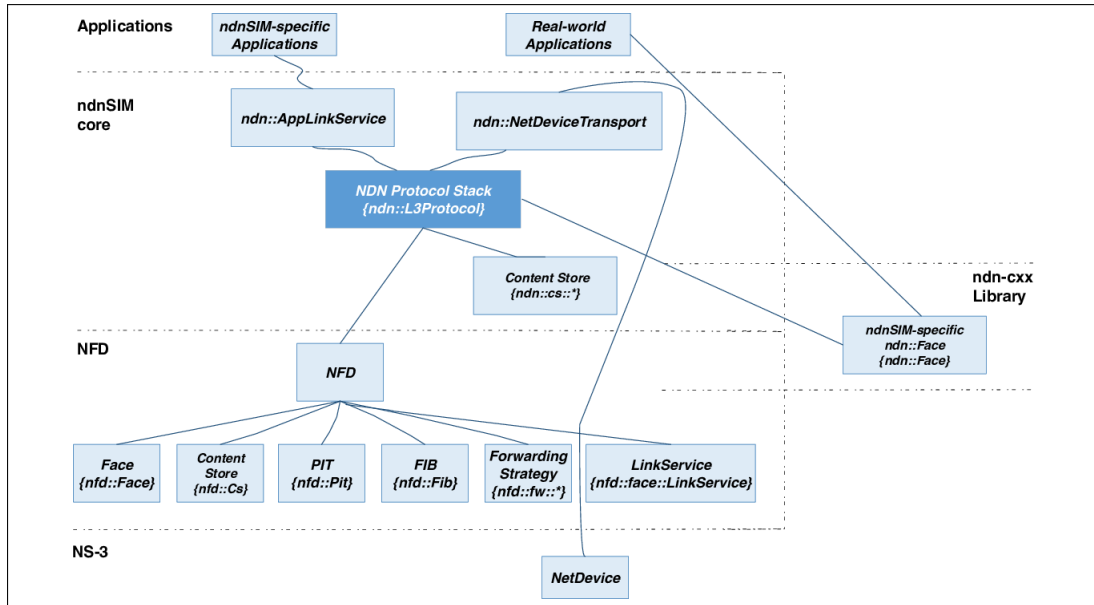 Applications
ndnSIM-specific
Applications
Real-world
Applications
ndnSIM
core
ndn::AppLinkService
ndn::NetDeviceTransport
NDN Protocol Stack
{ndn::L3Protocol}
Content Store
{ndn::cs::*}
ndn-cxx
Library
ndnSIM-specific
ndn::Face
{ndn::Face}
NFD
NFD
Face
{nfd::Face}
Content
Store
{nfd::Cs}
PIT
{nfd::Pit}
FIB
{nfd::Fib}
Forwarding
Strategy
{nfd::fw::*}
LinkService
{nfd::face::LinkService}
NS-3
NetDevice